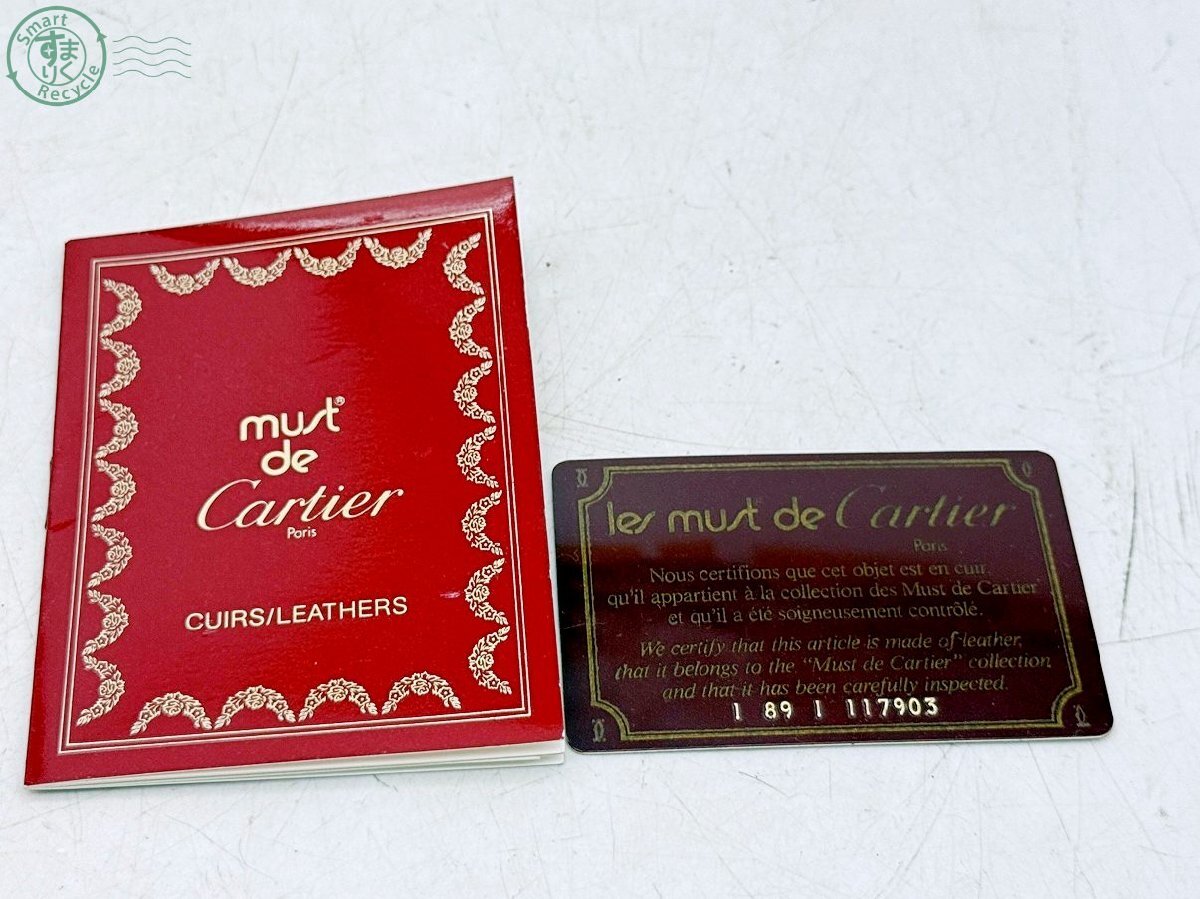 Smart
すまりく
Recycle
must®
de
Cartier
Paris
CUIRS/LEATHERS
les must de Cartier
Paris
Nous certifions que cet objet est en cuir,
qu'il appartient à la collection des Must de Cartier
et qu'il a été soigneusement contrôlé.
We certify that this article is made of leather,
that it belongs to the "Must de Cartier" collection
and that it has been carefully inspected.
1 89 1 117903